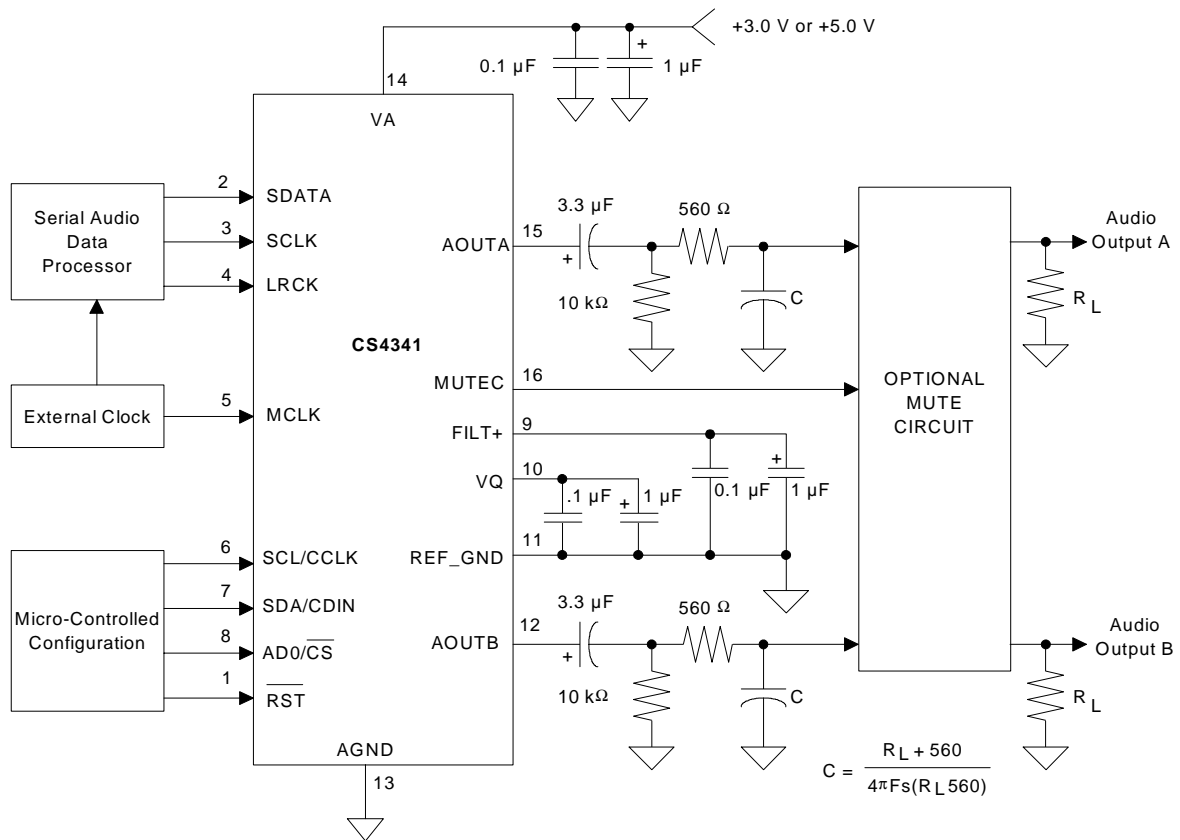 +3.0 V or +5.0 V
0.1 µF
+
1 µF
14
VA
Serial Audio
Data
Processor
2
SDATA
3
SCLK
4
LRCK
External Clock
5
MCLK
Micro-Controlled
Configuration
6
SCL/CCLK
7
SDA/CDIN
8
AD0/C̅S̅
1
R̅S̅T̅
CS4341
AOUTA
15
3.3 µF
+
560 Ω
10 kΩ
C
MUTEC
16
FILT+
9
0.1 µF
+
1 µF
VQ
10
.1 µF
+
1 µF
REF_GND
11
AOUTB
12
3.3 µF
+
560 Ω
10 kΩ
C
AGND
13
OPTIONAL
MUTE
CIRCUIT
Audio
Output A
R L
Audio
Output B
R L
C = R L + 560
4πFs(R L 560)